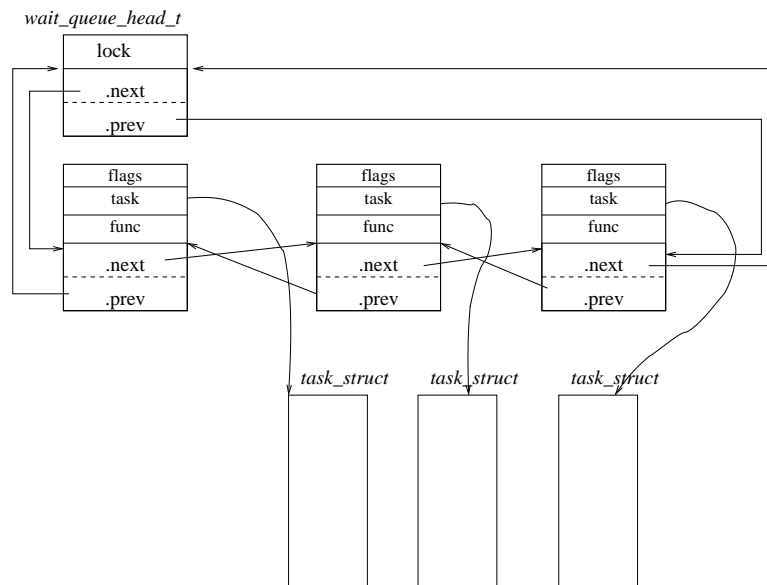 wait_queue_head_t
lock
.next
.prev
flags flags flags
task task task
func func func
.next .next .next
.prev .prev .prev
task_struct task_struct task_struct